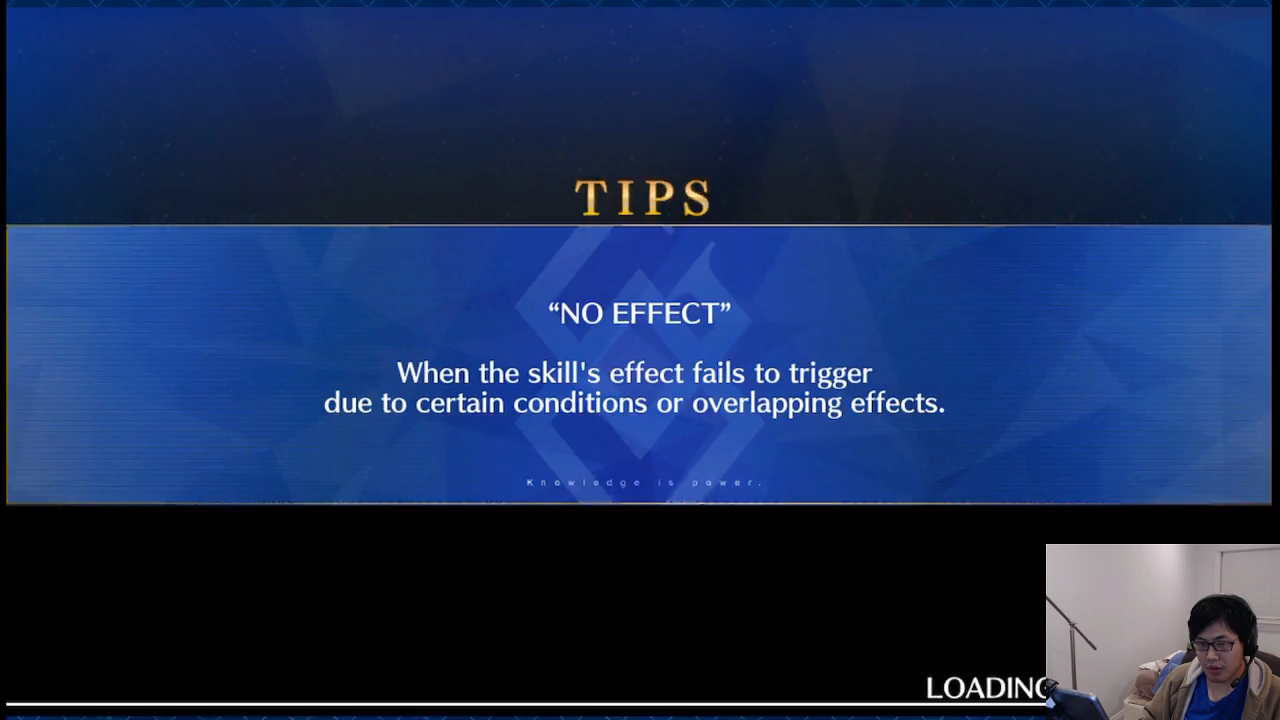 TIPS
“NO EFFECT”
When the skill's effect fails to trigger
due to certain conditions or overlapping effects.
Knowledge is power.
LOADING